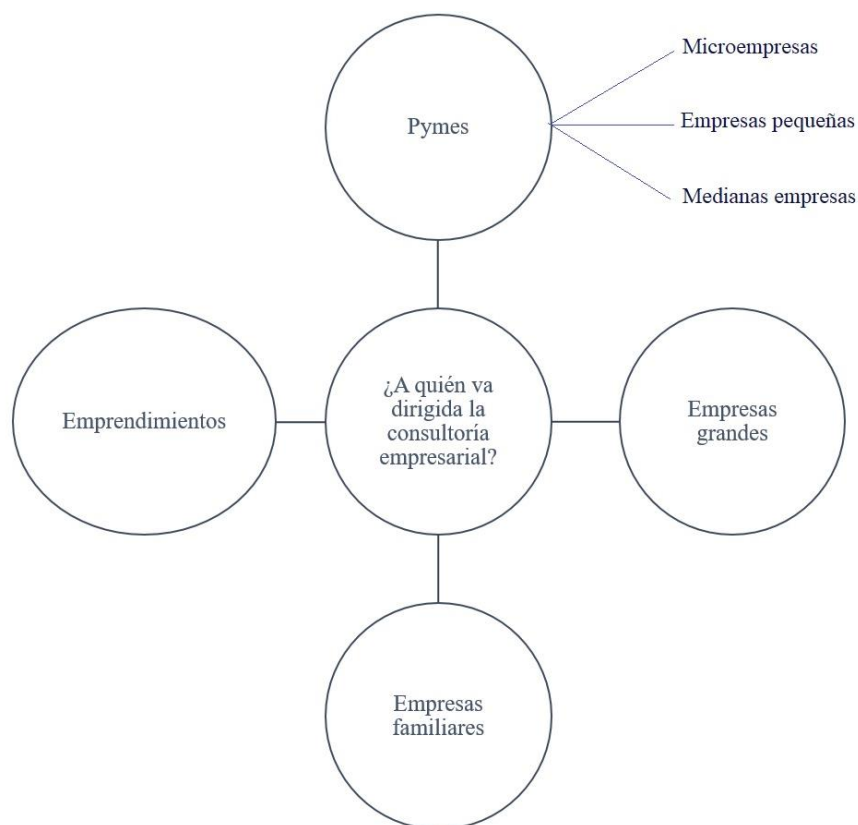 Microempresas
Pymes
Empresas pequeñas
Medianas empresas
Emprendimientos
¿A quién va
dirigida la
consultoría
empresarial?
Empresas
grandes
Empresas
familiares